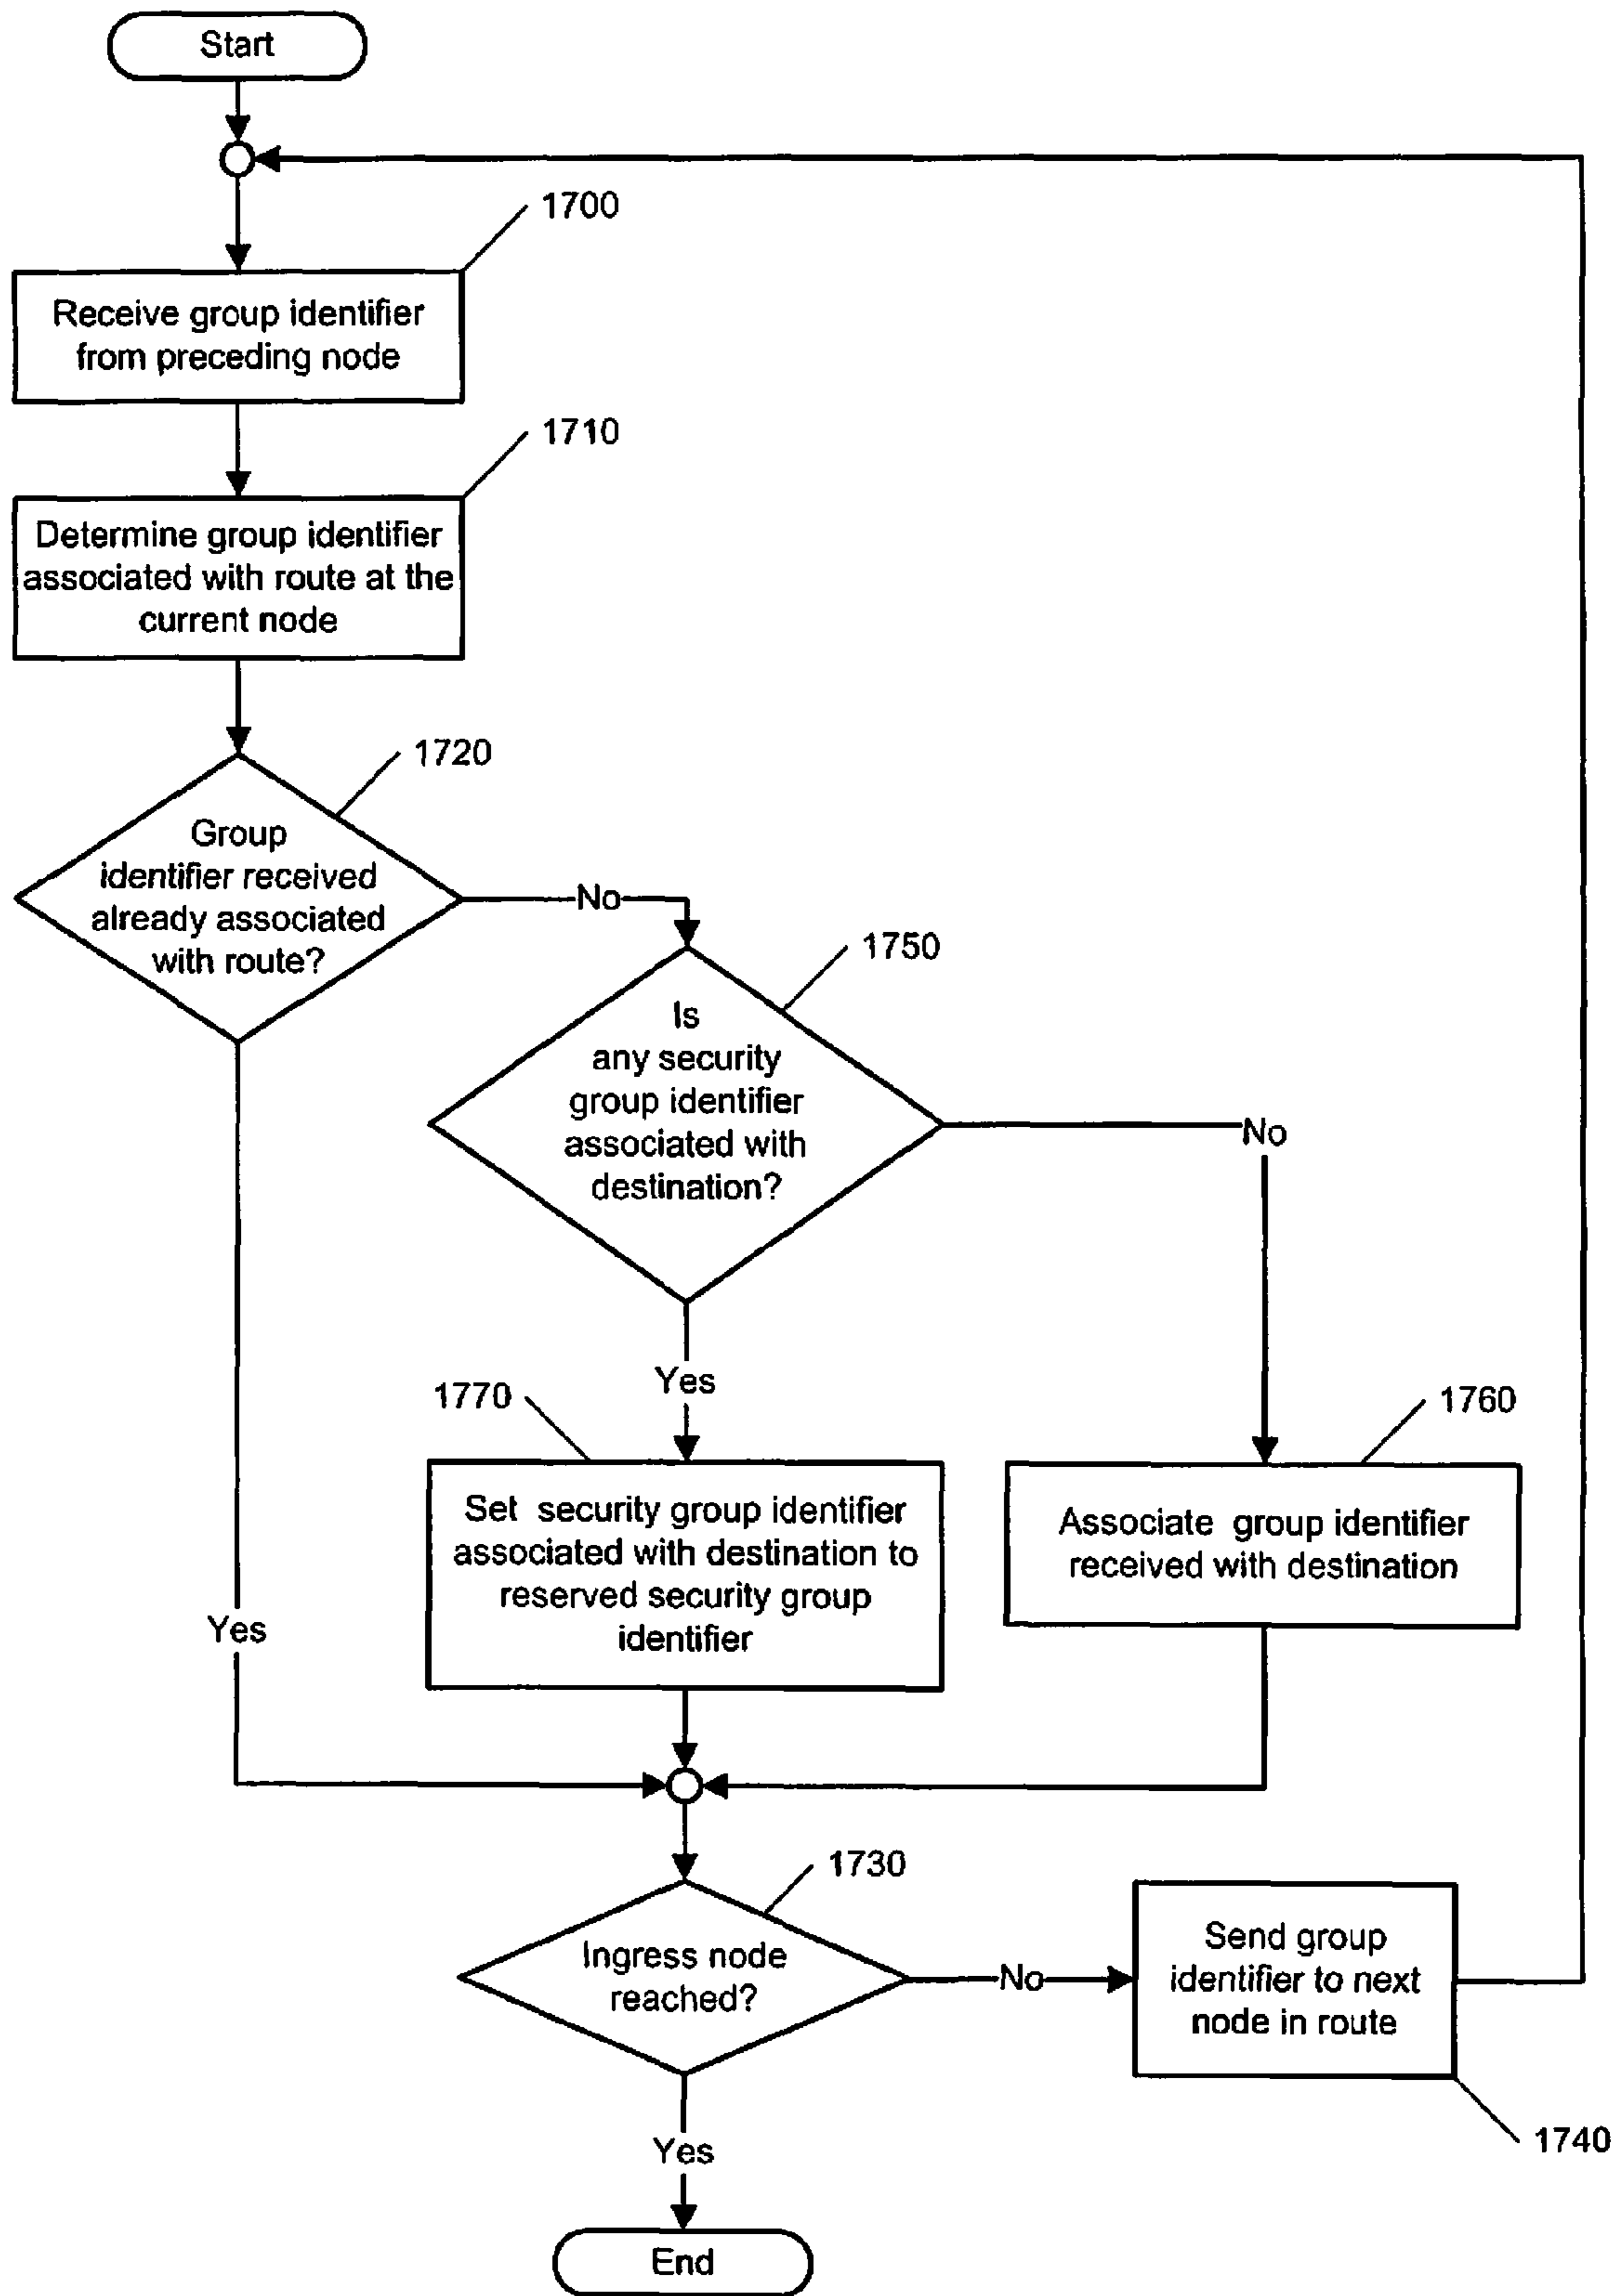 Start
1700
Receive group identifier
from preceding node
1710
Determine group identifier
associated with route at the
current node
1720
Group
identifier received
already associated
with route?
No
1750
Is
any security
group identifier
associated with
destination?
No
Yes
1770
1760
Set security group identifier
associated with destination to
reserved security group
identifier
Associate group identifier
received with destination
Yes
1730
Ingress node
reached?
No
Send group
identifier to next
node in route
1740
Yes
End